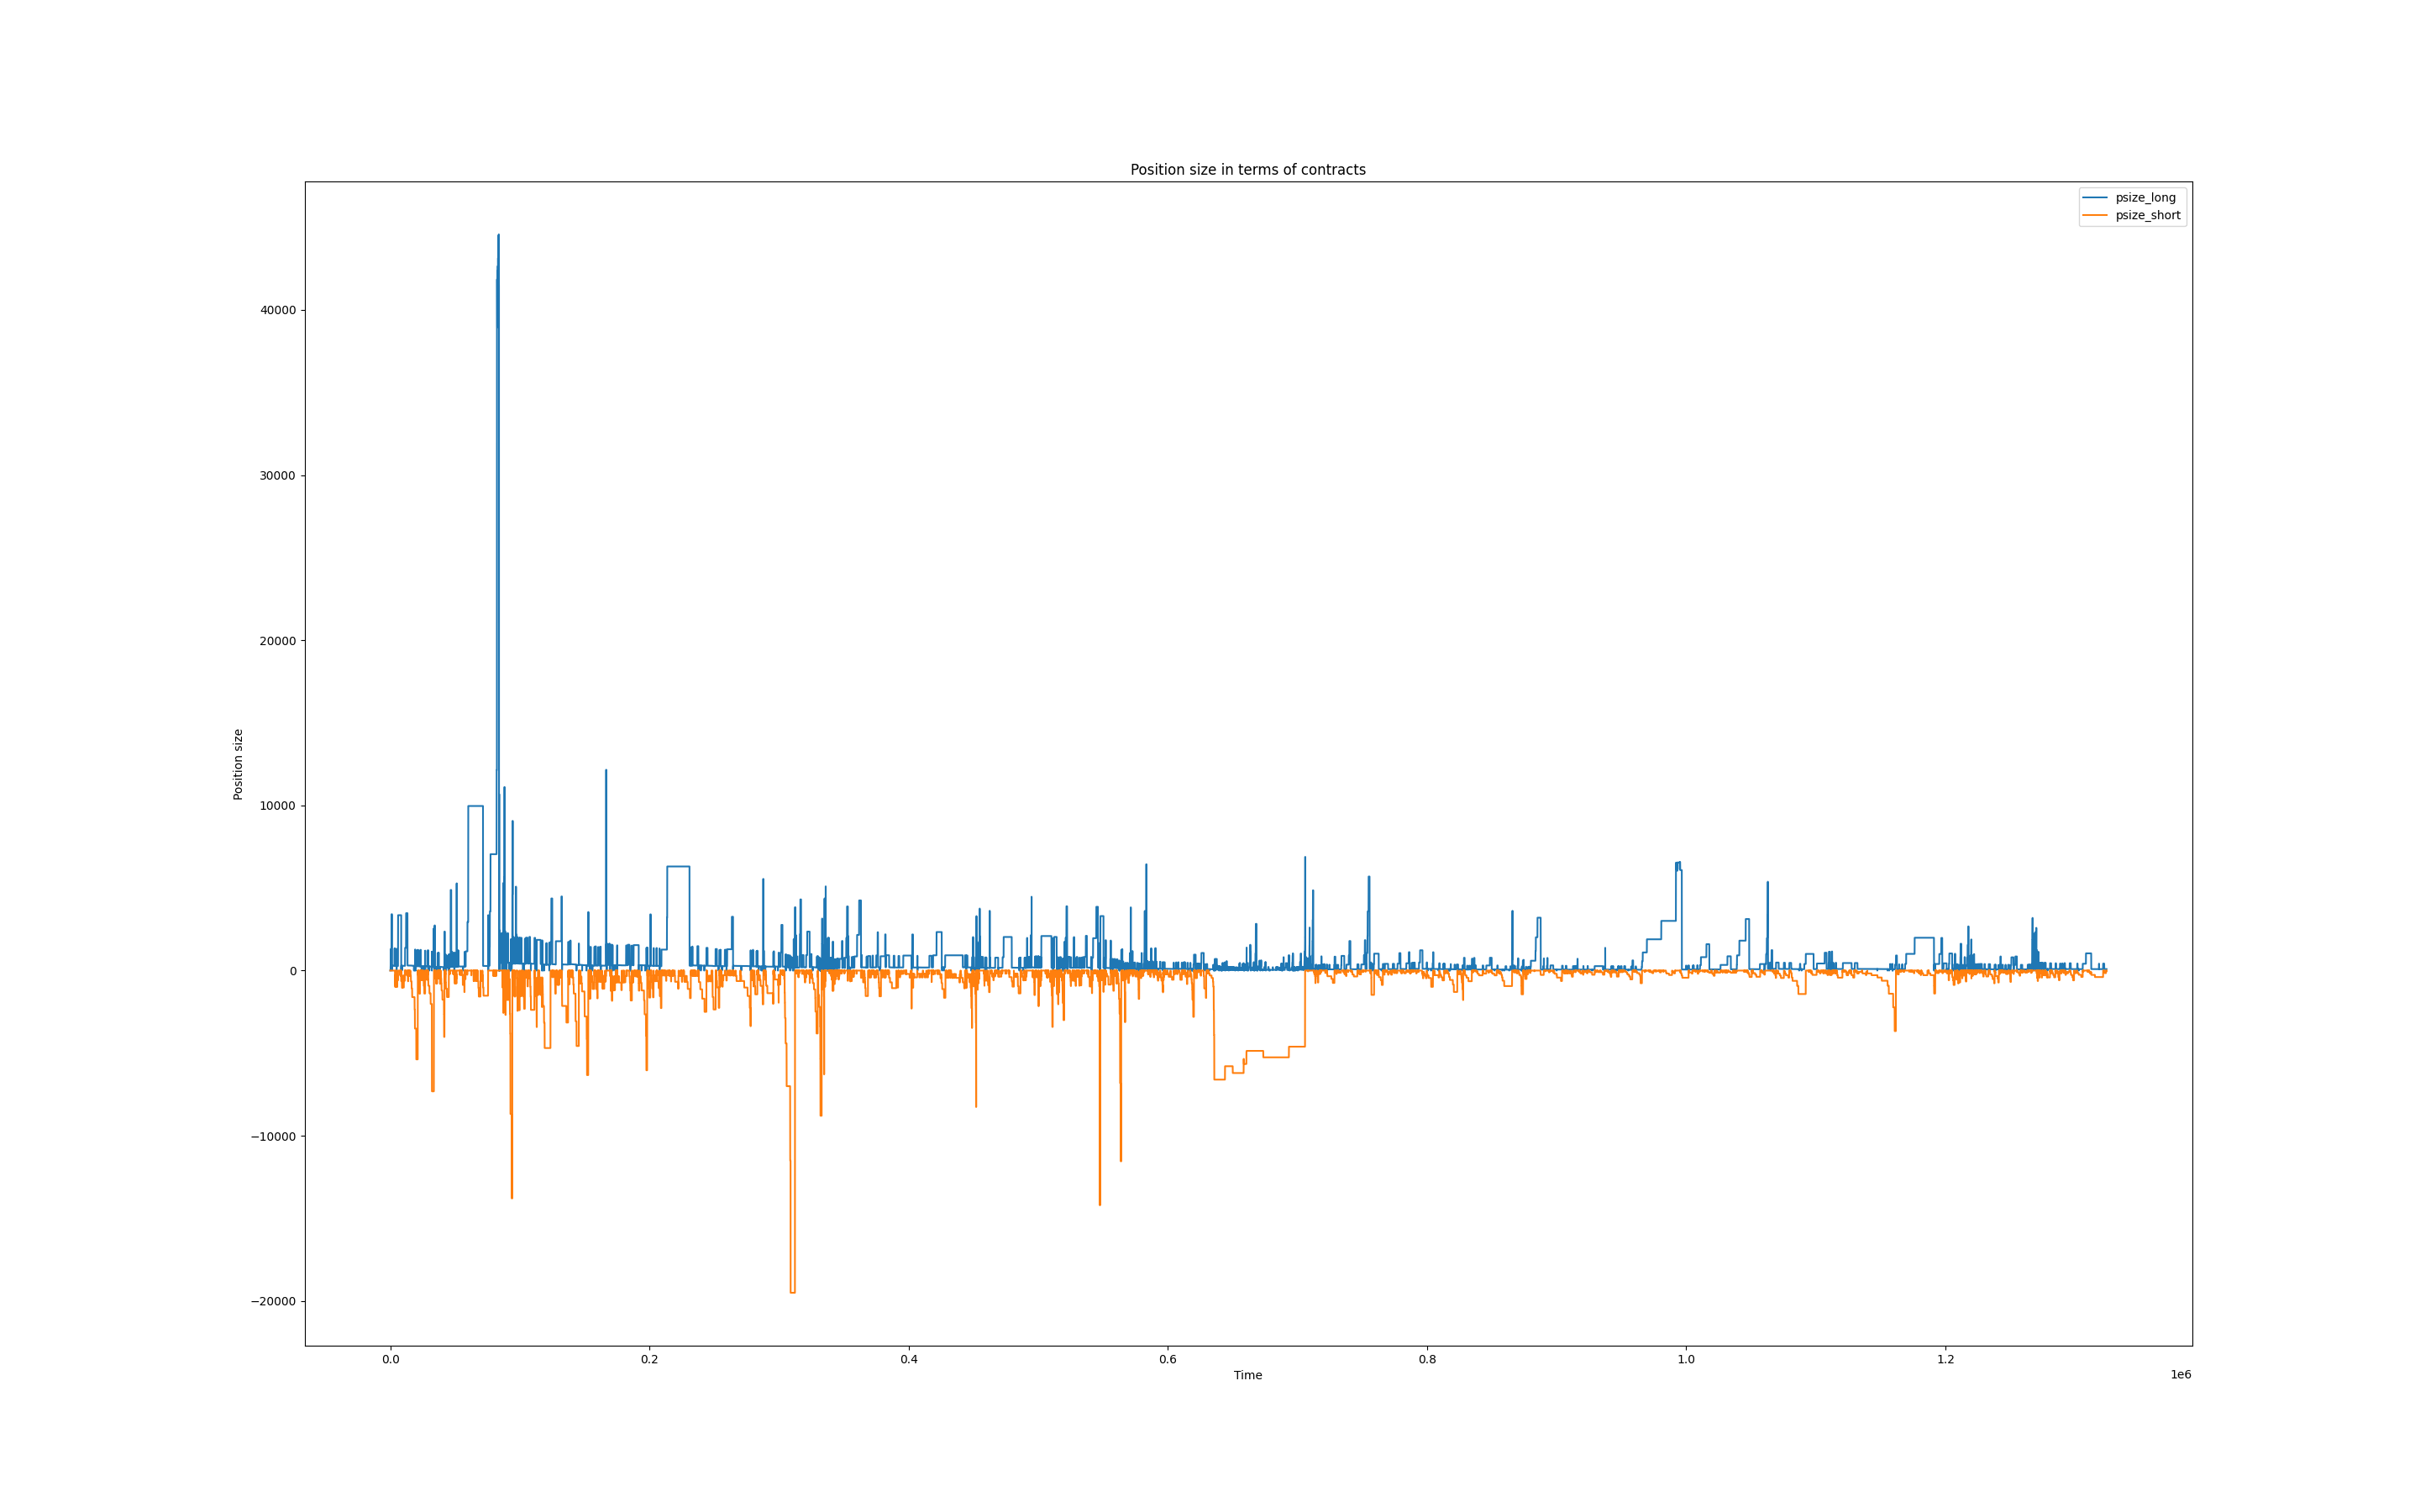 Position size in terms of contracts
psize_long
psize_short
Position size
40000
30000
20000
10000
0
−10000
−20000
0.0
0.2
0.4
0.6
0.8
1.0
1.2
1e6
Time